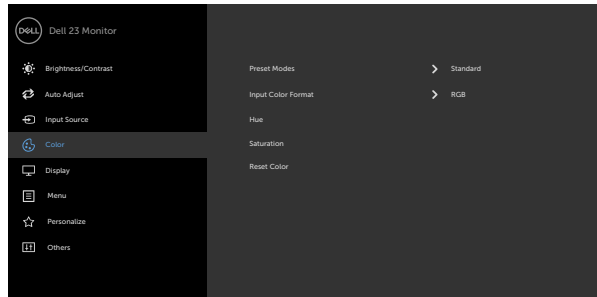 DELL Dell 23 Monitor
Brightness/Contrast
Auto Adjust
Input Source
Color
Display
Menu
Personalize
Others
Preset Modes Standard
Input Color Format RGB
Hue
Saturation
Reset Color